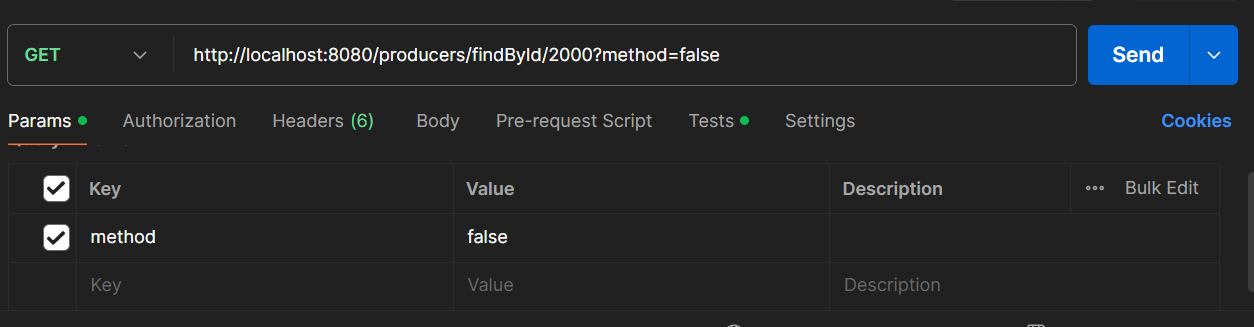 GET http://localhost:8080/producers/findById/2000?method=false Send
Params Authorization Headers (6) Body Pre-request Script Tests Settings Cookies
Key Value Description Bulk Edit
method false
Key Value Description